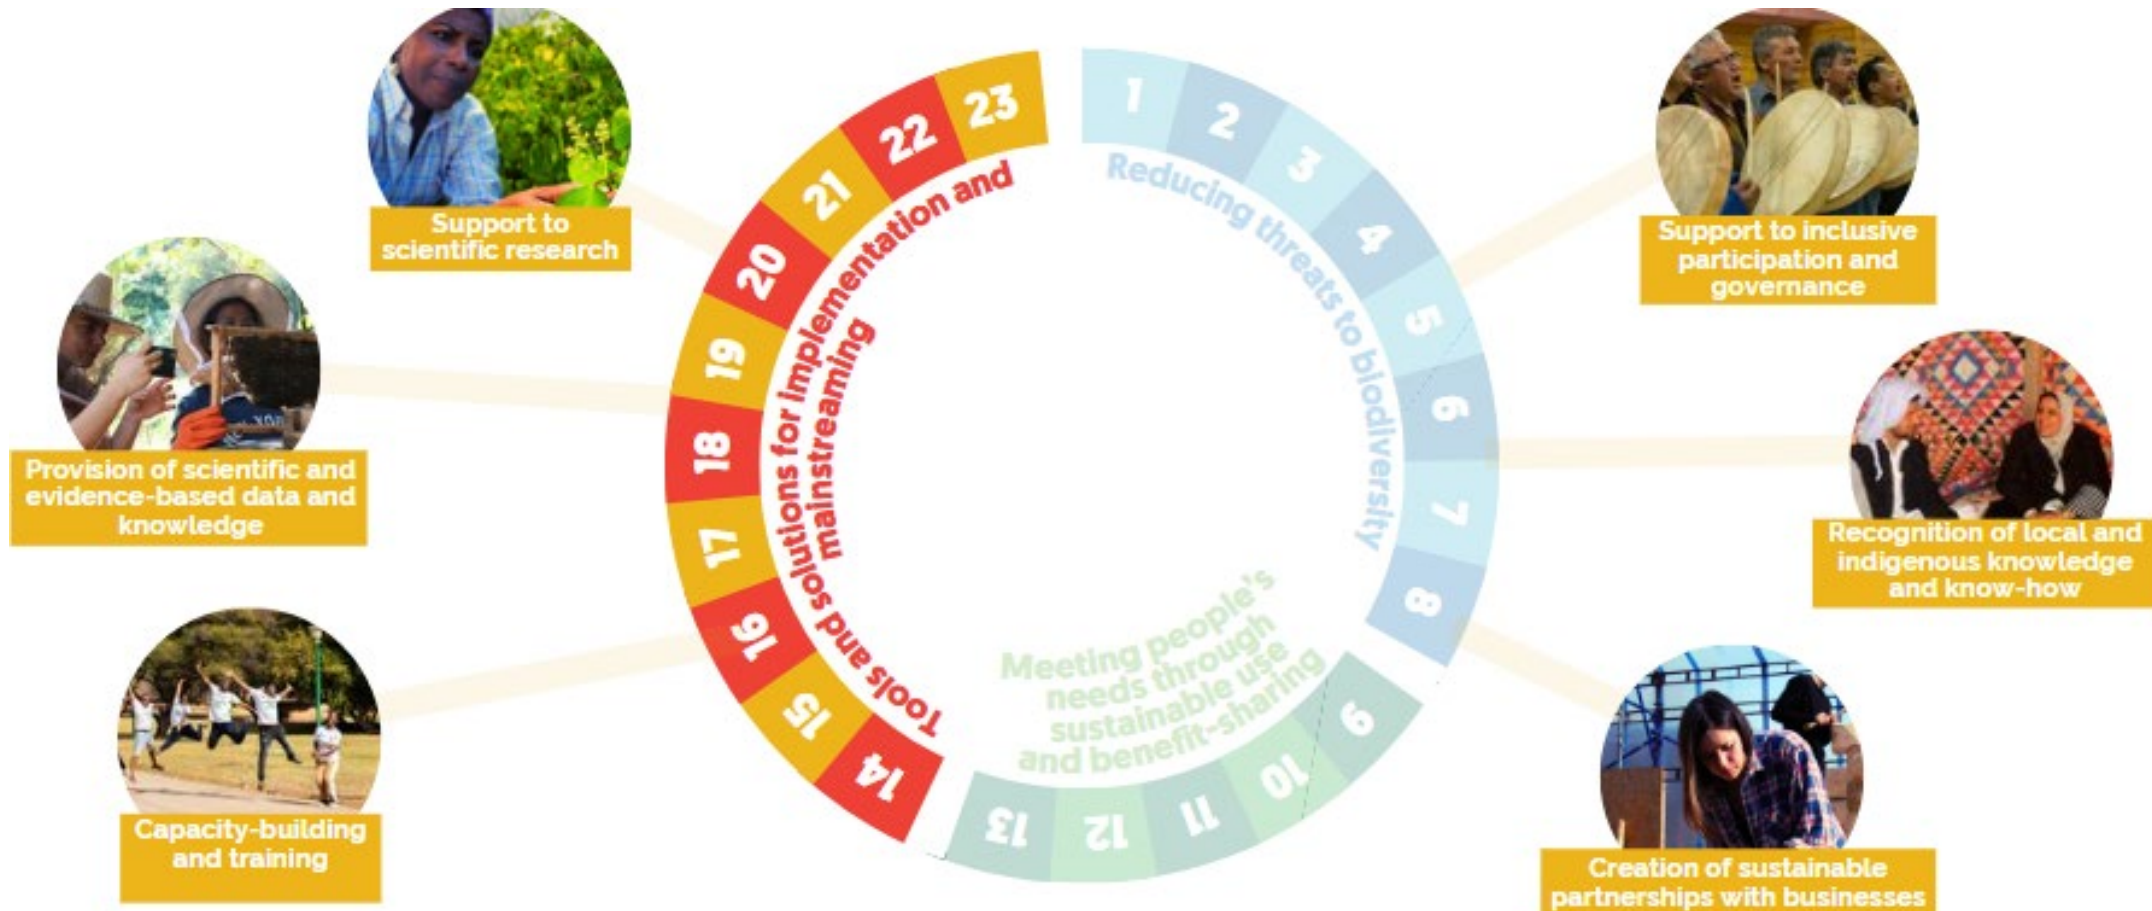 Support to
scientific research
Provision of scientific and
evidence-based data and
knowledge
Capacity-building
and training
23
22
21
20
19
18
17
16
15
14
Tools and solutions for implementation and
mainstreaming
1
2
3
4
5
6
7
8
Reducing threats to biodiversity
9
10
11
12
13
Meeting people's
needs through
sustainable use
and benefit-sharing
Support to inclusive
participation and
governance
Recognition of local and
indigenous knowledge
and know-how
Creation of sustainable
partnerships with businesses